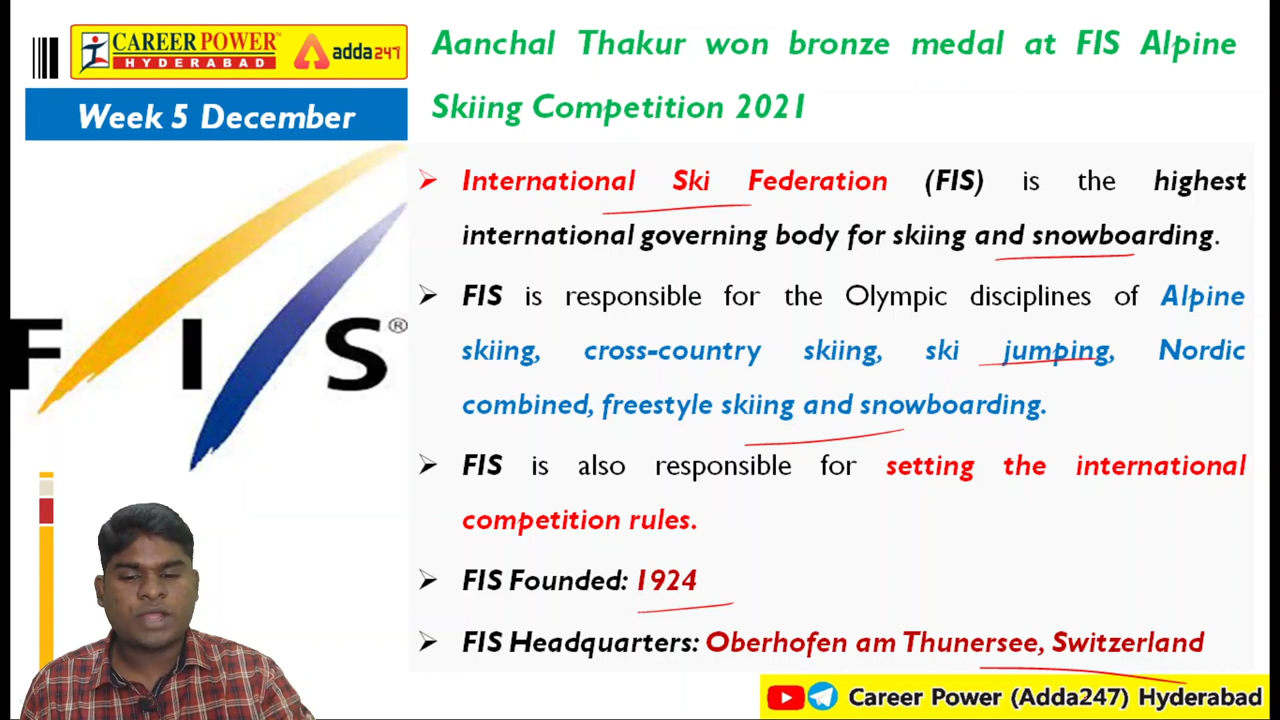 CAREER POWER™
HYDERABAD
adda247
Week 5 December
Aanchal Thakur won bronze medal at FIS Alpine
Skiing Competition 2021
FIS®
➢ International Ski Federation (FIS) is the highest
international governing body for skiing and snowboarding.
➢ FIS is responsible for the Olympic disciplines of Alpine
skiing, cross-country skiing, ski jumping, Nordic
combined, freestyle skiing and snowboarding.
➢ FIS is also responsible for setting the international
competition rules.
➢ FIS Founded: 1924
➢ FIS Headquarters: Oberhofen am Thunersee, Switzerland
Career Power (Adda247) Hyderabad